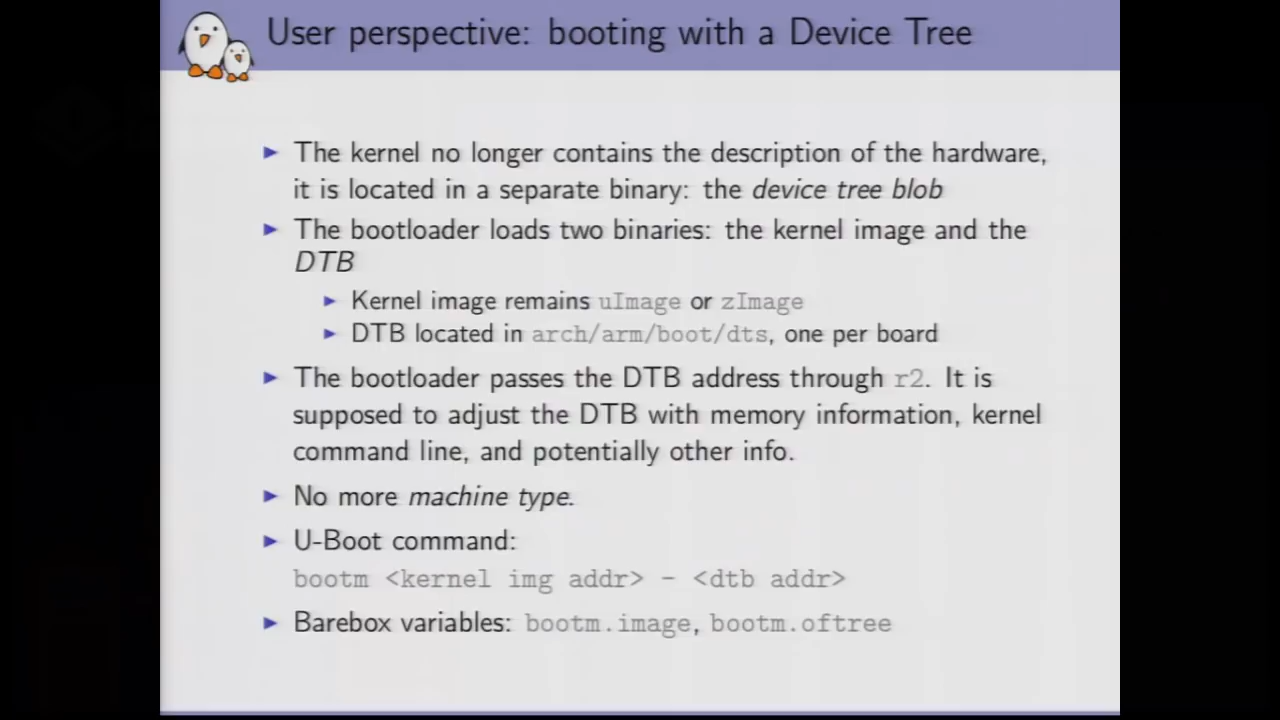 User perspective: booting with a Device Tree
The kernel no longer contains the description of the hardware,
it is located in a separate binary: the device tree blob
The bootloader loads two binaries: the kernel image and the
DTB
Kernel image remains uImage or zImage
DTB located in arch/arm/boot/dts, one per board
The bootloader passes the DTB address through r2. It is
supposed to adjust the DTB with memory information, kernel
command line, and potentially other info.
No more machine type.
U-Boot command:
bootm <kernel img addr> - <dtb addr>
Barebox variables: bootm.image, bootm.oftree